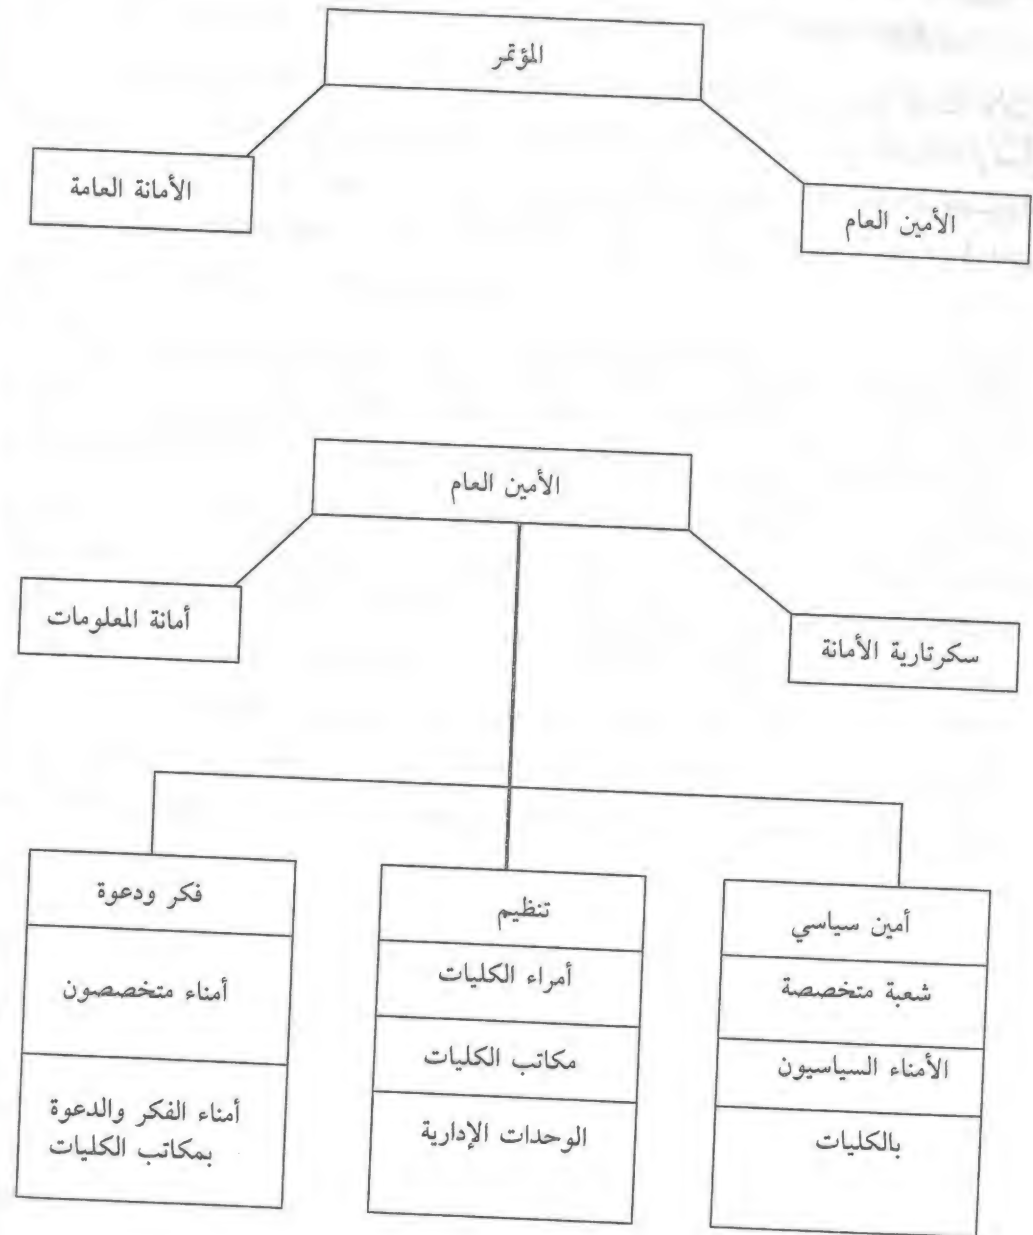 المؤتمر
الأمين العام
الأمانة العامة
الأمين العام
سكرتارية الأمانة
أمانة المعلومات
أمين سياسي
شعبة متخصصة
الأمناء السياسيون
بالكليات
تنظيم
أمراء الكليات
مكاتب الكليات
الوحدات الإدارية
فكر ودعوة
أمناء متخصصون
أمناء الفكر والدعوة
بمكاتب الكليات